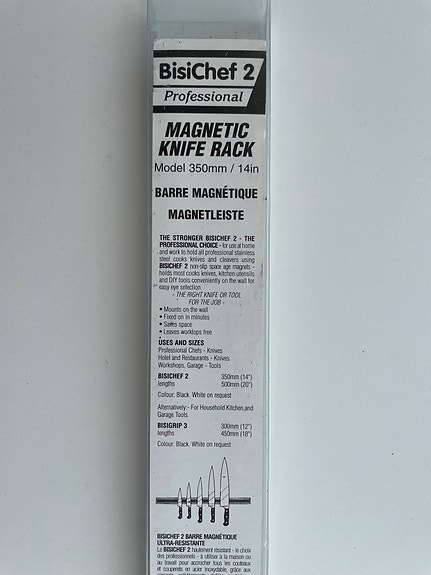 BisiChef 2
Professional
MAGNETIC
KNIFE RACK
Model 350mm / 14in
BARRE MAGNÉTIQUE
MAGNETLEISTE
THE STRONGER BISICHEF 2 - THE
PROFESSIONAL CHOICE - for use at home
and work to hold all professional stainless
steel cooks knives and cleavers using
BISICHEF 2 non-slip space age magnets -
holds most cooks knives, kitchen utensils
and DIY tools conveniently on the wall for
easy eye selection.
- THE RIGHT KNIFE OR TOOL
FOR THE JOB -
• Mounts on the wall
• Fixed on in minutes
• Saves space
• Leaves worktops free
USES AND SIZES
Professional Chefs - Knives
Hotel and Restaurants - Knives
Workshops, Garage - Tools
BISICHEF 2 350mm (14")
lengths 500mm (20")
Colour: Black. White on request
Alternatively:- For Household Kitchen and
Garage Tools
BISIGRIP 3 300mm (12")
lengths 450mm (18")
Colour: Black. White on request
BISICHEF 2 BARRE MAGNÉTIQUE
ULTRA-RESISTANTE
Le BISICHEF 2 hautement résistant - le choix
des professionnels - à utiliser à la maison ou
au travail pour accrocher tous les couteaux
et couperets en acier inoxydable, grâce aux